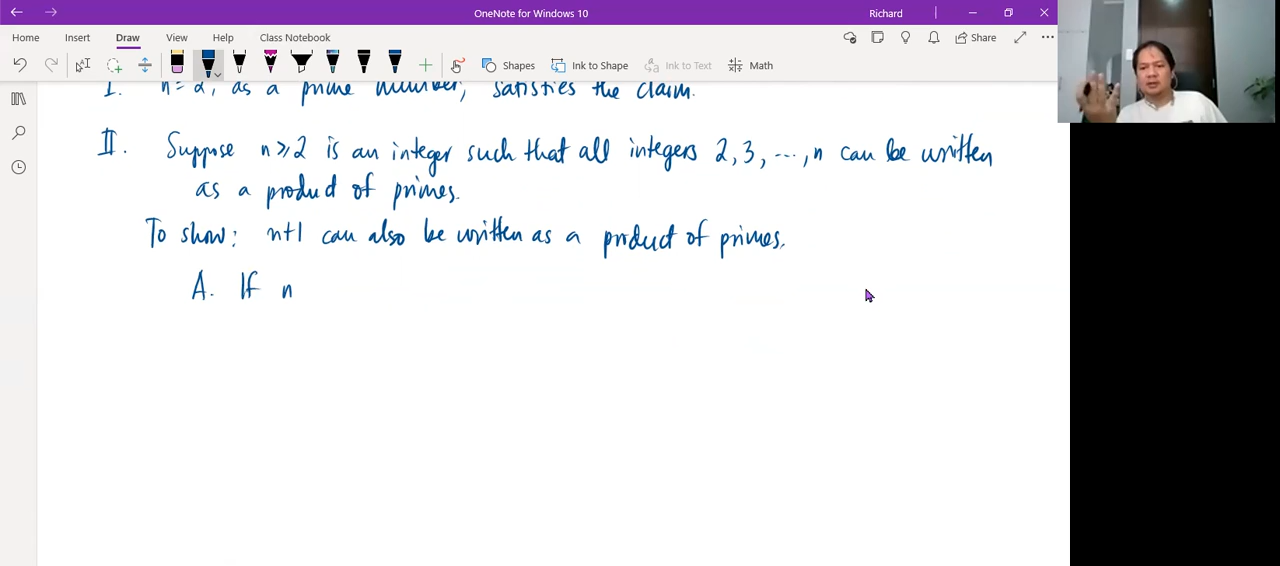 OneNote for Windows 10
Richard
Home Insert Draw View Help Class Notebook
Share
Shapes Ink to Shape Ink to Text Math
I. n=2, as a prime number, satisfies the claim.
II. Suppose n⩾2 is an integer such that all integers 2, 3, ..., n can be written
as a product of primes.
To show: n+1 can also be written as a product of primes.
A. If n